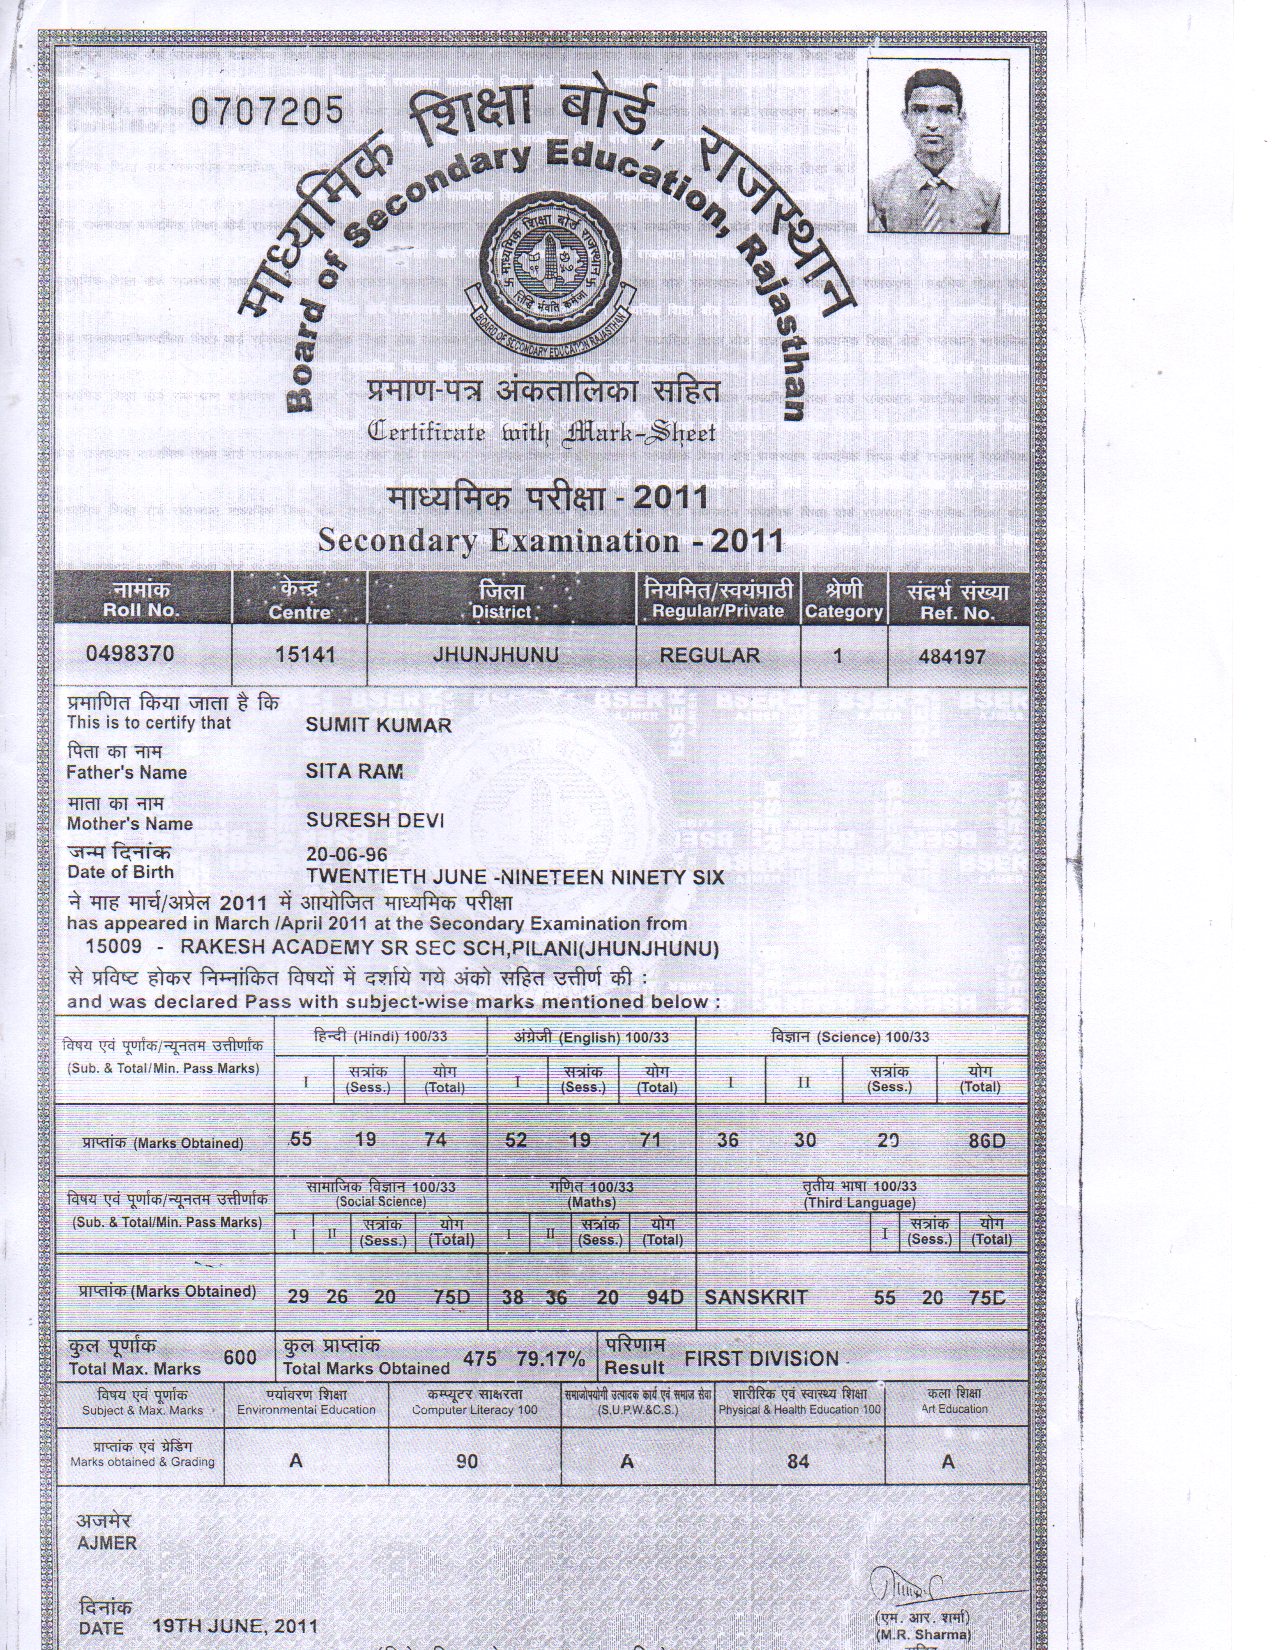 0707205
माध्यमिक शिक्षा बोर्ड, राजस्थान
Board of secondary Education, Rajasthan
माध्यमिक शिक्षा बोर्ड राजस्थान
BOARD OF SECONDARY EDUCATION RAJASTHAN
प्रमाण-पत्र अंकतालिका सहित
Certificate with Mark-Sheet
माध्यमिक परीक्षा - 2011
Secondary Examination - 2011
नामांक केन्द्र जिला नियमित/स्वयंपाठी श्रेणी संदर्भ संख्या
Roll No. Centre District Regular/Private Category Ref. No.
0498370 15141 JHUNJHUNU REGULAR 1 484197
प्रमाणित किया जाता है कि
This is to certify that SUMIT KUMAR
पिता का नाम
Father's Name SITA RAM
माता का नाम
Mother's Name SURESH DEVI
जन्म दिनांक 20-06-96
Date of Birth TWENTIETH JUNE -NINETEEN NINETY SIX
ने माह मार्च/अप्रेल 2011 में आयोजित माध्यमिक परीक्षा
has appeared in March /April 2011 at the Secondary Examination from
15009 - RAKESH ACADEMY SR SEC SCH,PILANI(JHUNJHUNU)
से प्रविष्ट होकर निम्नांकित विषयों में दर्शाये गये अंको सहित उत्तीर्ण की :
and was declared Pass with subject-wise marks mentioned below :
विषय एवं पूर्णांक/न्यूनतम उत्तीर्णांक हिन्दी (Hindi) 100/33 अंग्रेजी (English) 100/33 विज्ञान (Science) 100/33
(Sub. & Total/Min. Pass Marks) I सत्रांक (Sess.) योग (Total) I सत्रांक (Sess.) योग (Total) I II सत्रांक (Sess.) योग (Total)
प्राप्तांक (Marks Obtained) 55 19 74 52 19 71 36 30 20 86D
विषय एवं पूर्णांक/न्यूनतम उत्तीर्णांक सामाजिक विज्ञान 100/33 गणित 100/33 तृतीय भाषा 100/33
(Social Science) (Maths) (Third Language)
(Sub. & Total/Min. Pass Marks) I II सत्रांक (Sess.) योग (Total) I II सत्रांक (Sess.) योग (Total) I सत्रांक (Sess.) योग (Total)
प्राप्तांक (Marks Obtained) 29 26 20 75D 38 36 20 94D SANSKRIT 55 20 75D
कुल पूर्णांक 600 कुल प्राप्तांक 475 79.17% परिणाम FIRST DIVISION
Total Max. Marks Total Marks Obtained Result
विषय एवं पूर्णांक पर्यावरण शिक्षा कम्प्यूटर साक्षरता समाजोपयोगी उत्पादक कार्य एवं समाज सेवा शारीरिक एवं स्वास्थ्य शिक्षा कला शिक्षा
Subject & Max. Marks Environmental Education Computer Literacy 100 (S.U.P.W.&C.S.) Physical & Health Education 100 Art Education
प्राप्तांक एवं ग्रेडिंग
Marks obtained & Grading A 90 A 84 A
अजमेर
AJMER
दिनांक
DATE 19TH JUNE, 2011
(एम. आर. शर्मा)
(M.R. Sharma)